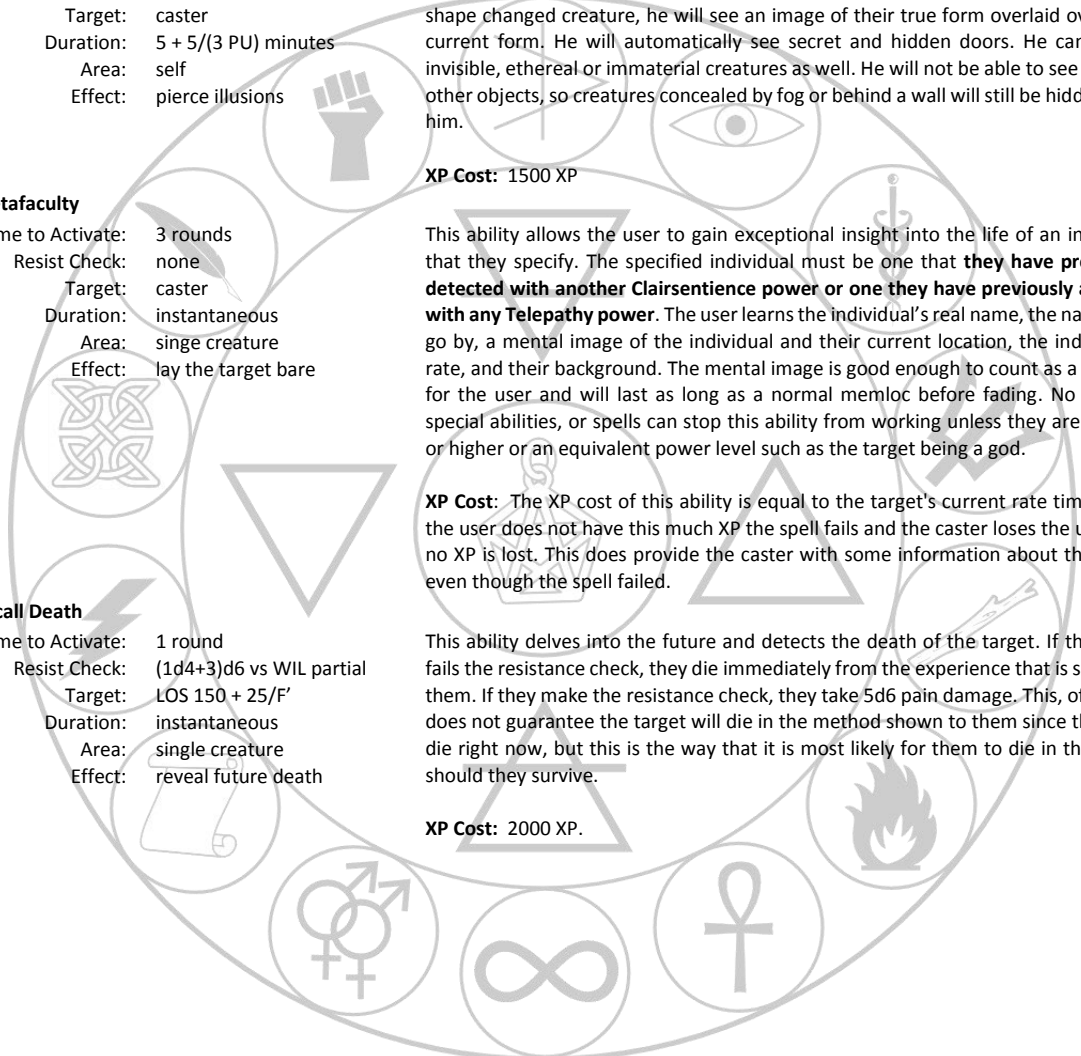 Target: caster
Duration: 5 + 5/(3 PU) minutes
Area: self
Effect: pierce illusions
shape changed creature, he will see an image of their true form overlaid ov
current form. He will automatically see secret and hidden doors. He can
invisible, ethereal or immaterial creatures as well. He will not be able to see
other objects, so creatures concealed by fog or behind a wall will still be hidd
him.
XP Cost: 1500 XP
tafaculty
me to Activate: 3 rounds
Resist Check: none
Target: caster
Duration: instantaneous
Area: singe creature
Effect: lay the target bare
This ability allows the user to gain exceptional insight into the life of an in
that they specify. The specified individual must be one that they have pre
detected with another Clairsentience power or one they have previously a
with any Telepathy power. The user learns the individual’s real name, the na
go by, a mental image of the individual and their current location, the ind
rate, and their background. The mental image is good enough to count as a
for the user and will last as long as a normal memloc before fading. No
special abilities, or spells can stop this ability from working unless they are
or higher or an equivalent power level such as the target being a god.
XP Cost: The XP cost of this ability is equal to the target's current rate tim
the user does not have this much XP the spell fails and the caster loses the u
no XP is lost. This does provide the caster with some information about th
even though the spell failed.
call Death
me to Activate: 1 round
Resist Check: (1d4+3)d6 vs WIL partial
Target: LOS 150 + 25/F’
Duration: instantaneous
Area: single creature
Effect: reveal future death
This ability delves into the future and detects the death of the target. If th
fails the resistance check, they die immediately from the experience that is s
them. If they make the resistance check, they take 5d6 pain damage. This, of
does not guarantee the target will die in the method shown to them since th
die right now, but this is the way that it is most likely for them to die in th
should they survive.
XP Cost: 2000 XP.